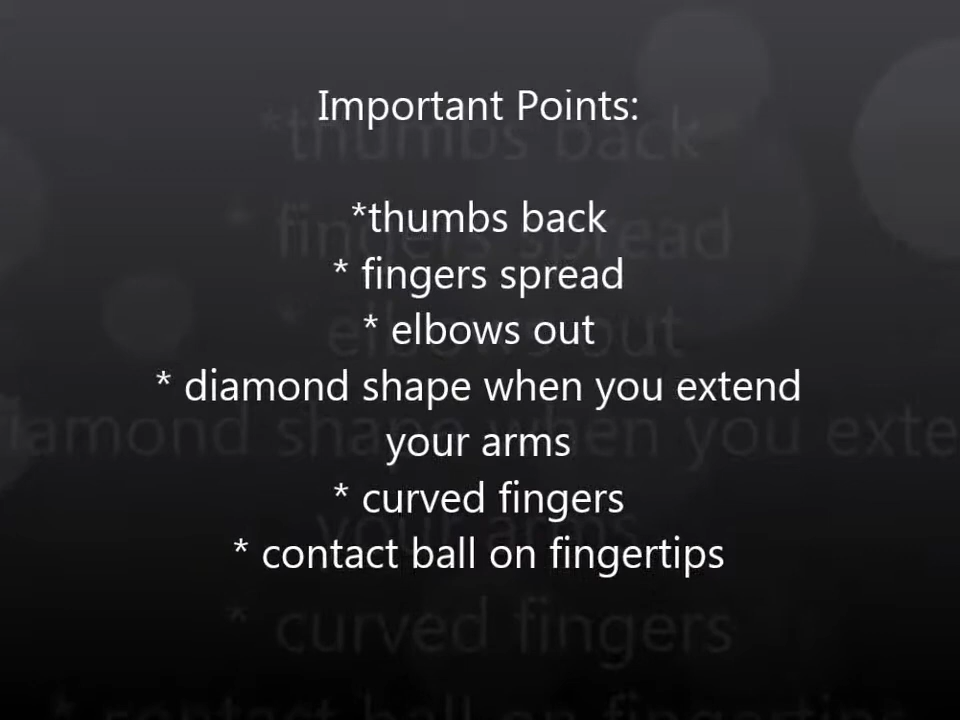 Important Points:
*thumbs back
* fingers spread
* elbows out
* diamond shape when you extend
your arms
* curved fingers
* contact ball on fingertips